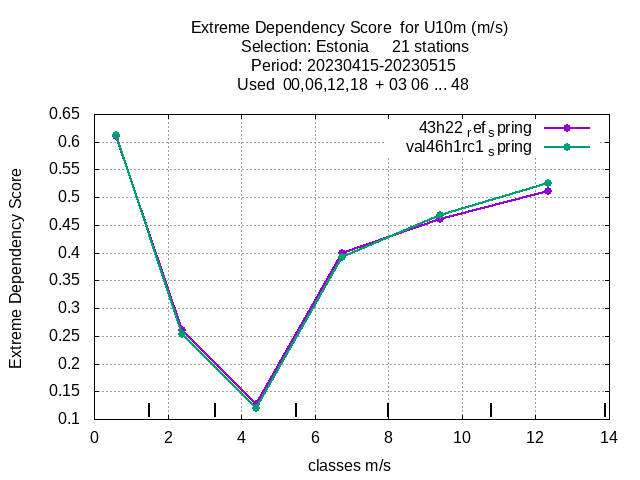 Extreme Dependency Score  for U10m (m/s)
Selection: Estonia     21 stations
Period: 20230415-20230515
Used  00,06,12,18  + 03 06 ... 48
43h22 ref spring
val46h1rc1 spring
Extreme Dependency Score
0.65
0.6
0.55
0.5
0.45
0.4
0.35
0.3
0.25
0.2
0.15
0.1
0 2 4 6 8 10 12 14
classes m/s